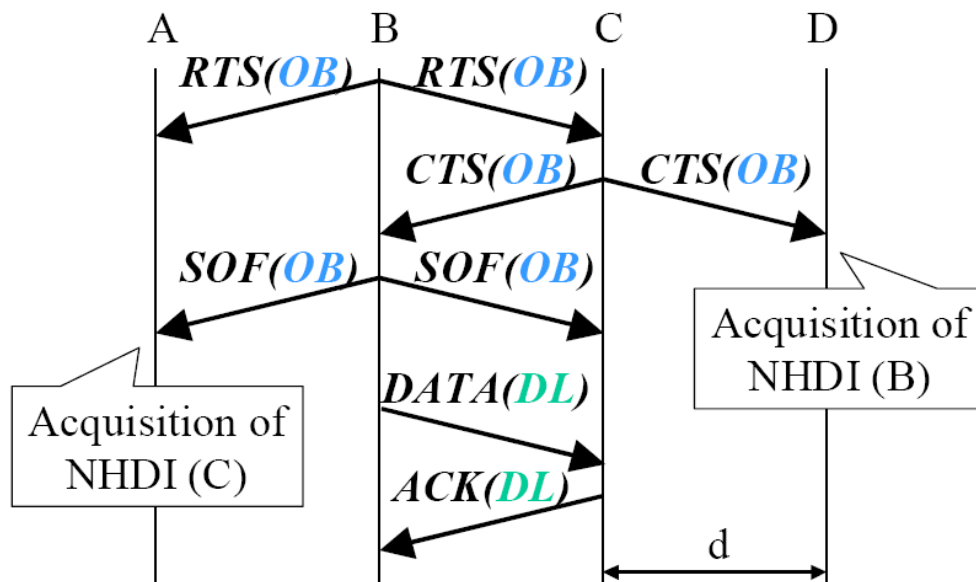 A B C D
RTS(OB) RTS(OB)
CTS(OB) CTS(OB)
SOF(OB) SOF(OB)
Acquisition of
NHDI (B)
DATA(DL)
Acquisition of
NHDI (C)
ACK(DL)
d